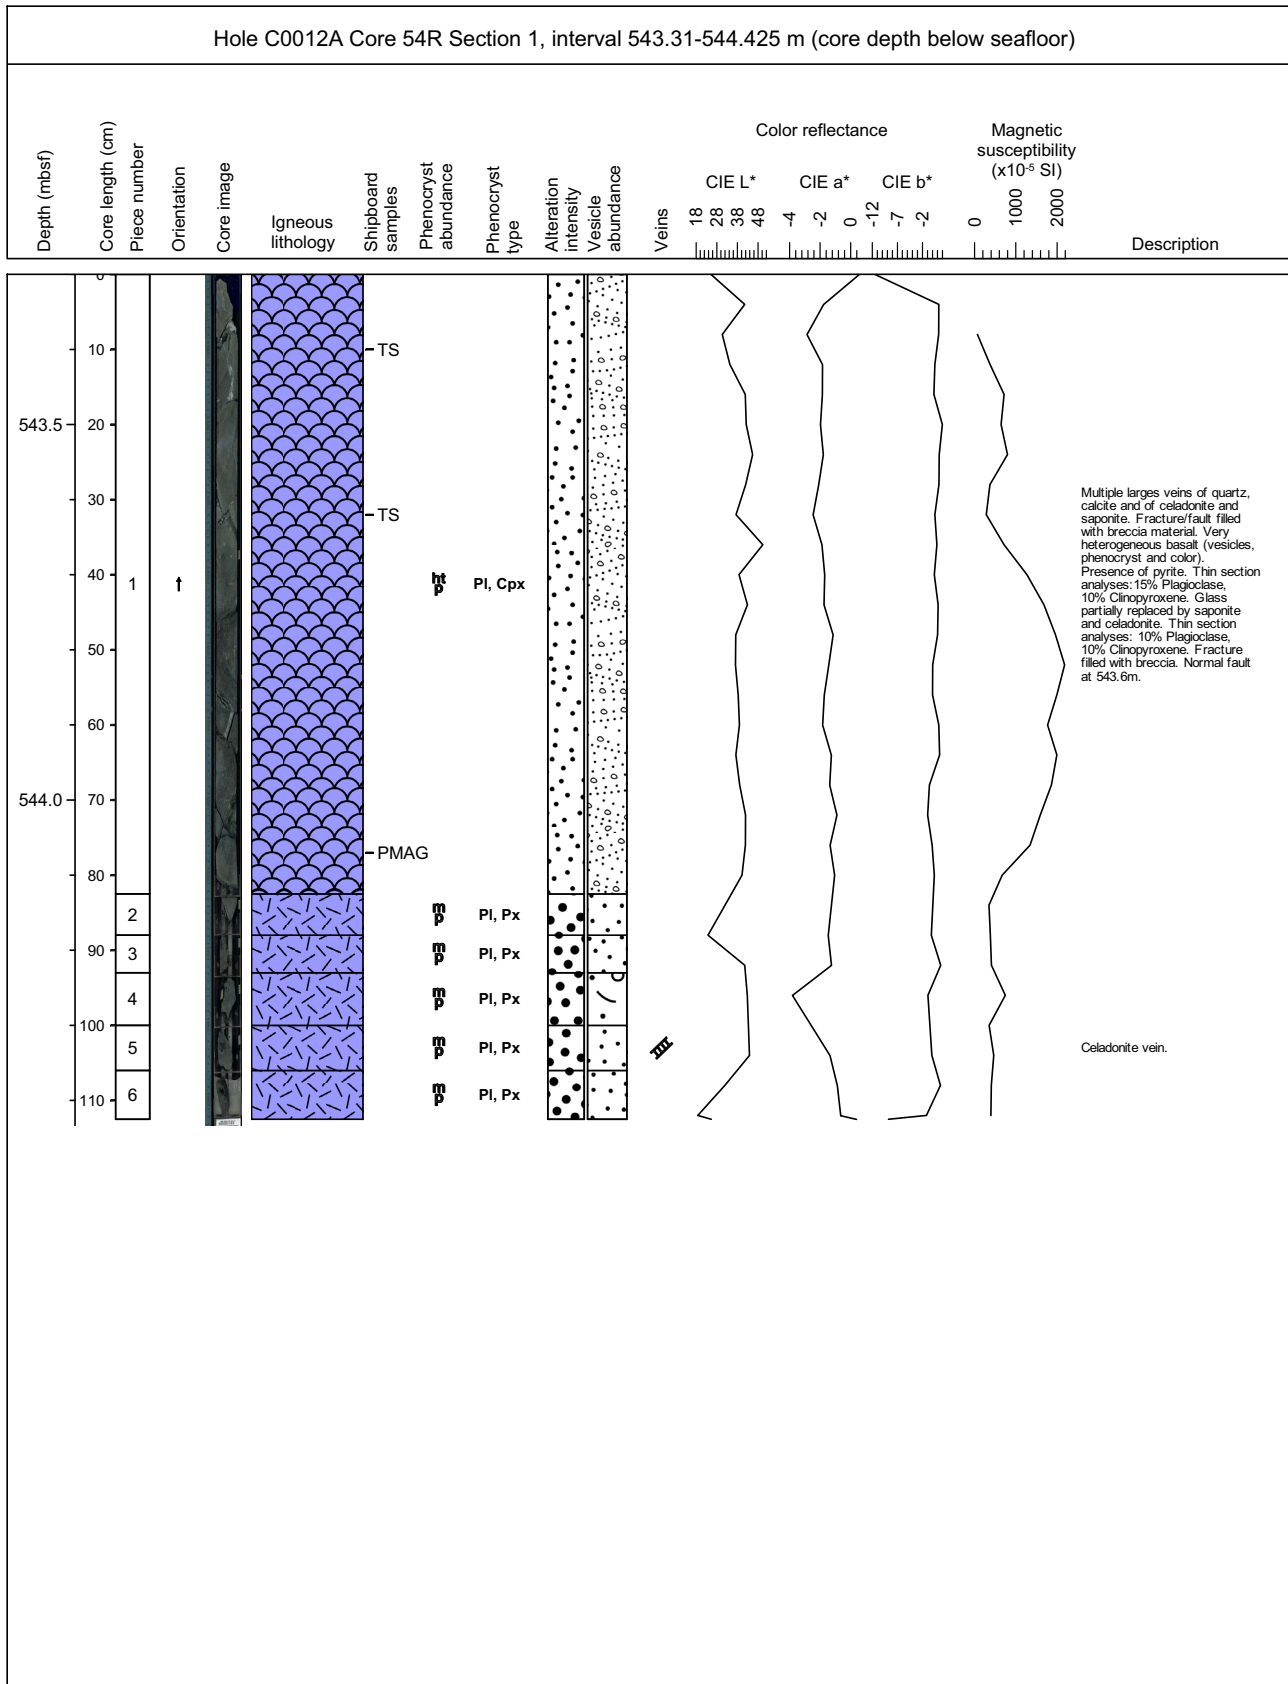 Hole C0012A Core 54R Section 1, interval 543.31-544.425 m (core depth below seafloor)
Depth (mbsf)
Core length (cm)
Piece number
Orientation
Core image
Igneous
lithology
Shipboard
samples
Phenocryst
abundance
Phenocryst
type
Alteration
intensity
Vesicle
abundance
Veins
Color reflectance
CIE L*
18 28 38 48
CIE a*
-4 -2 0
CIE b*
-12 -7 -2
Magnetic
susceptibility
(x10-5 SI)
0 1000 2000
Description
0
10
TS
543.5
20
30
TS
40
1
ht
p
Pl, Cpx
50
60
544.0
70
PMAG
80
2
m
p
Pl, Px
90
3
m
p
Pl, Px
4
m
p
Pl, Px
100
5
m
p
Pl, Px
110
6
m
p
Pl, Px
Multiple larges veins of quartz,
calcite and of celadonite and
saponite. Fracture/fault filled
with breccia material. Very
heterogeneous basalt (vesicles,
phenocryst and color).
Presence of pyrite. Thin section
analyses:15% Plagioclase,
10% Clinopyroxene. Glass
partially replaced by saponite
and celadonite. Thin section
analyses: 10% Plagioclase,
10% Clinopyroxene. Fracture
filled with breccia. Normal fault
at 543.6m.
Celadonite vein.